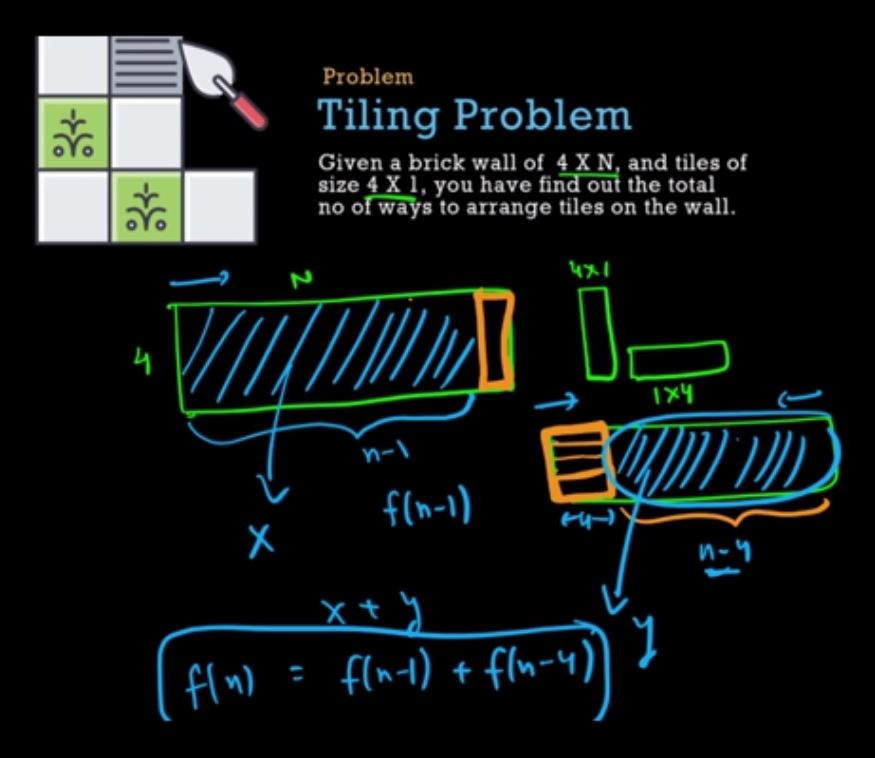 Problem
Tiling Problem
Given a brick wall of 4 X N, and tiles of
size 4 X 1, you have find out the total
no of ways to arrange tiles on the wall.
N
4x1
4
1x4
n-1
f(n-1)
x
4
n-4
x + y
y
f(n) = f(n-1) + f(n-4)